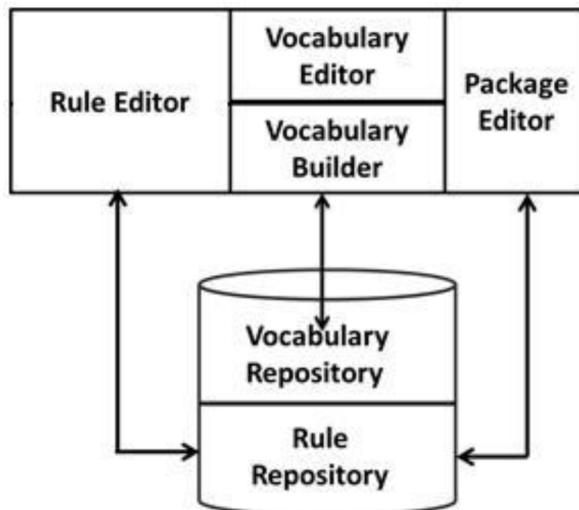 Rule Editor
Vocabulary
Editor
Vocabulary
Builder
Package
Editor
Vocabulary
Repository
Rule
Repository